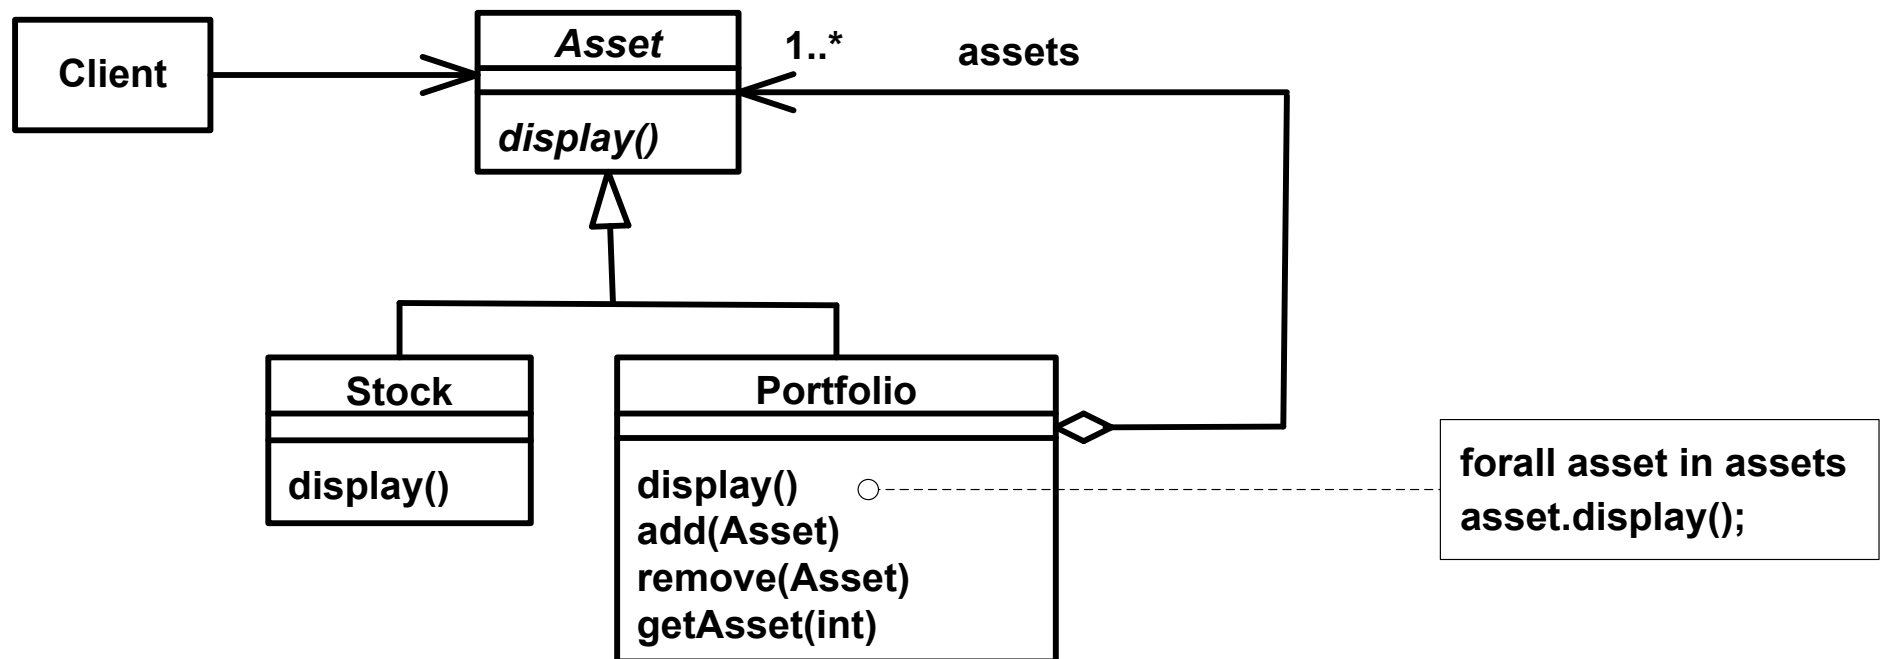 Client
Asset
display()
1..*
assets
Stock
display()
Portfolio
display()
add(Asset)
remove(Asset)
getAsset(int)
forall asset in assets
asset.display();